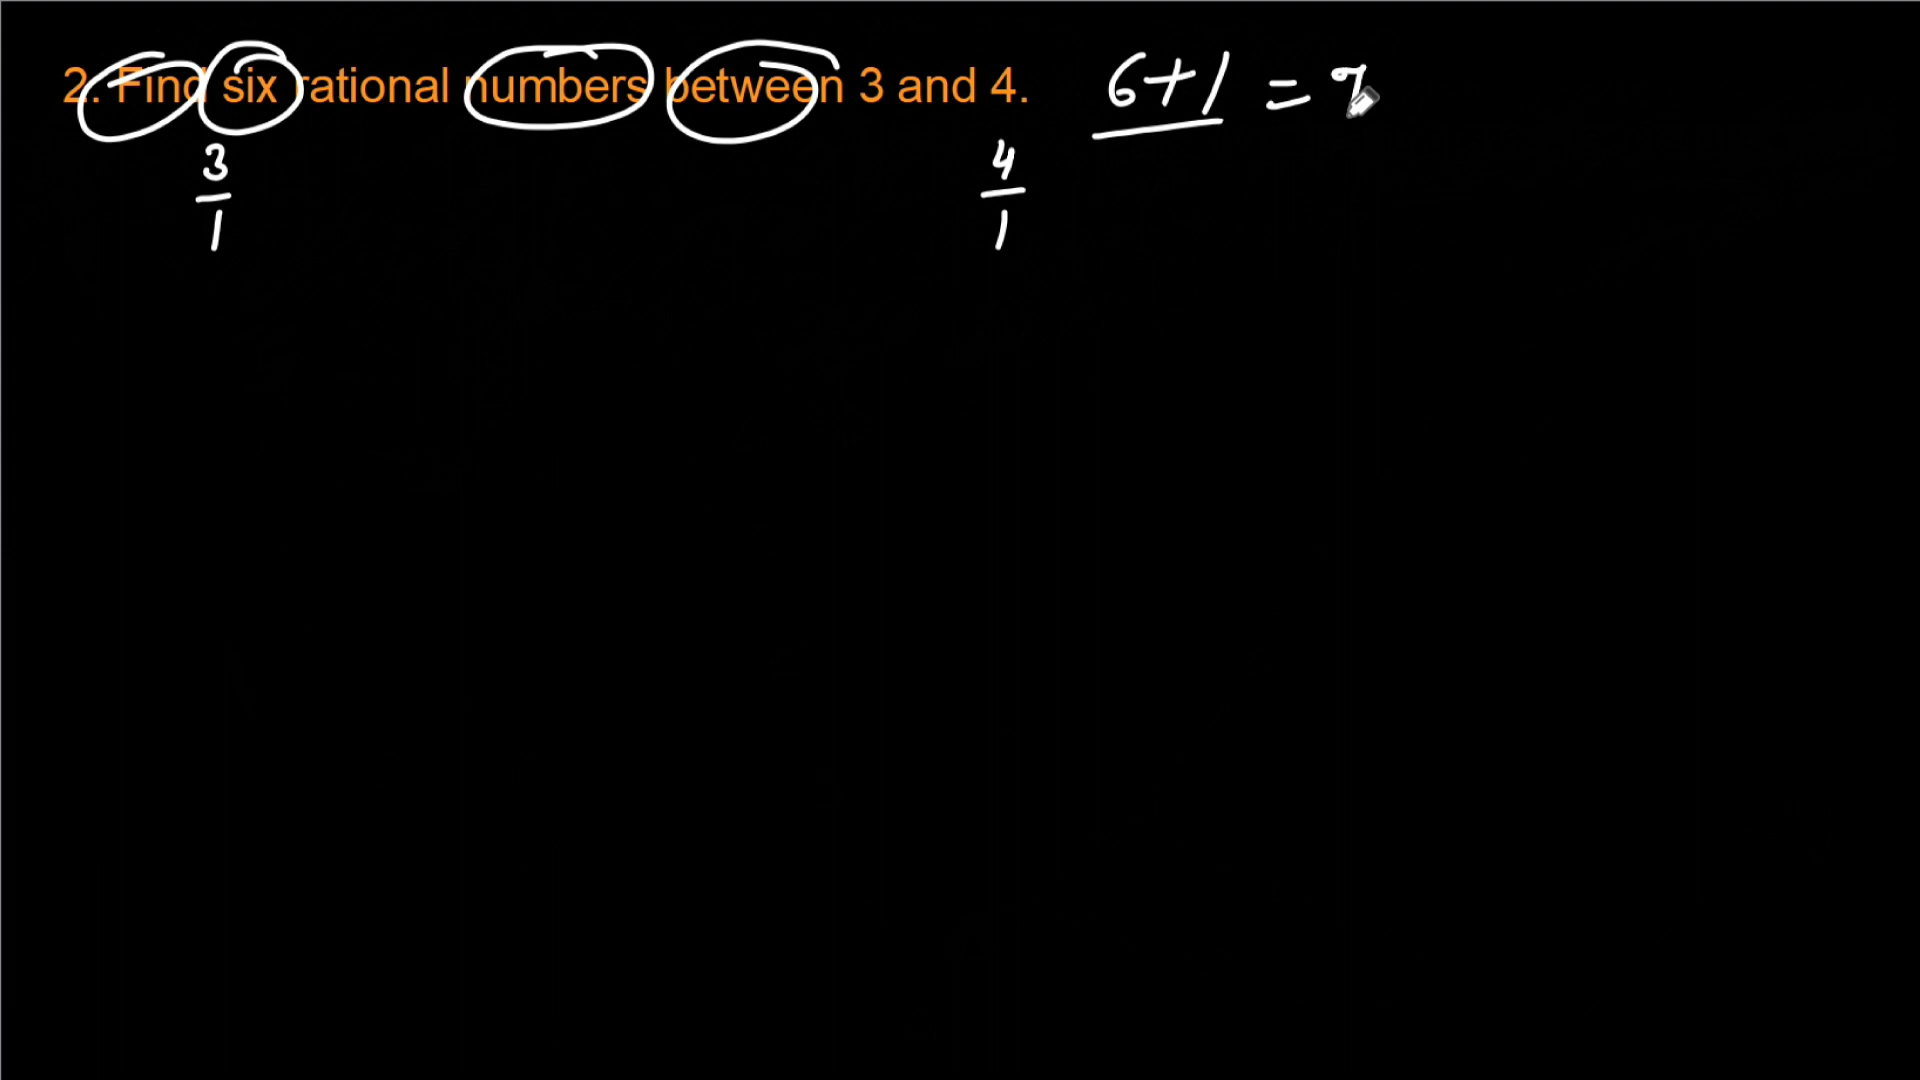 2. Find six rational numbers between 3 and 4. 6+1 = 7
3/1 4/1